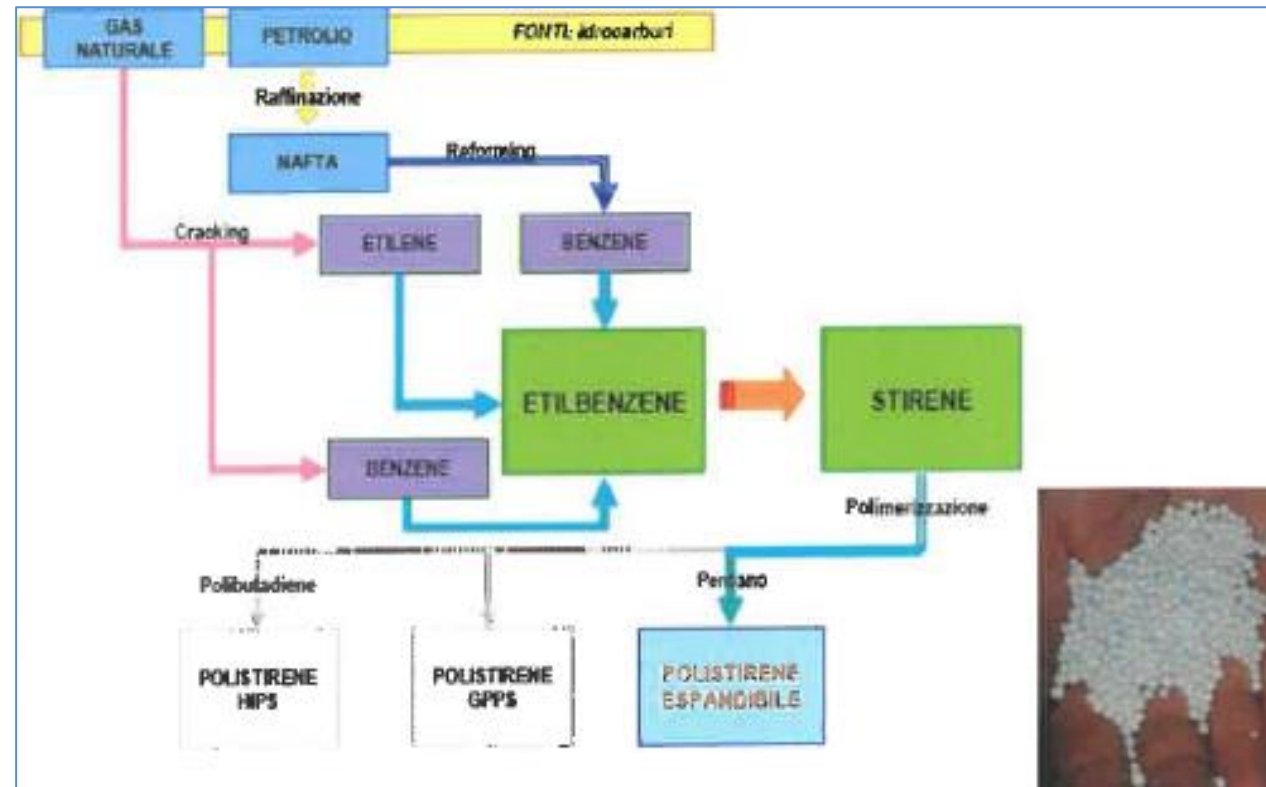 GAS
NATURALE
PETROLIO
FONTI: idrocarburi
Raffinazione
NAFTA
Reforming
Cracking
ETILENE
BENZENE
ETILBENZENE
STIRENE
BENZENE
Polimerizzazione
Polibutadiene
Pentano
POLISTIRENE
HIPS
POLISTIRENE
GPPS
POLISTIRENE
ESPANDIBILE